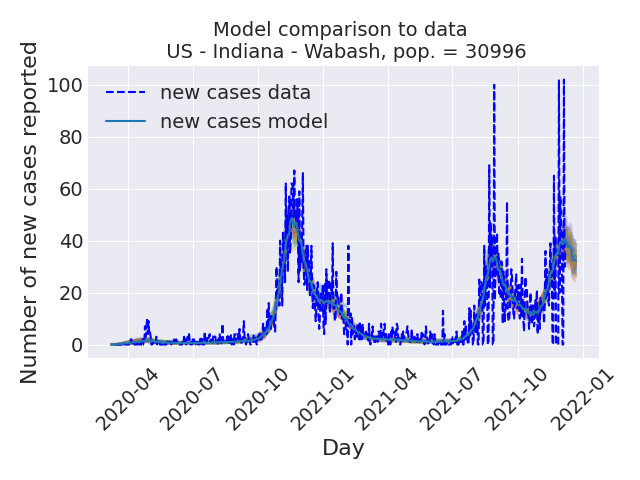 Model comparison to data
US - Indiana - Wabash, pop. = 30996
Number of new cases reported
100
80
60
40
20
0
new cases data
new cases model
2020-04
2020-07
2020-10
2021-01
2021-04
2021-07
2021-10
2022-01
Day